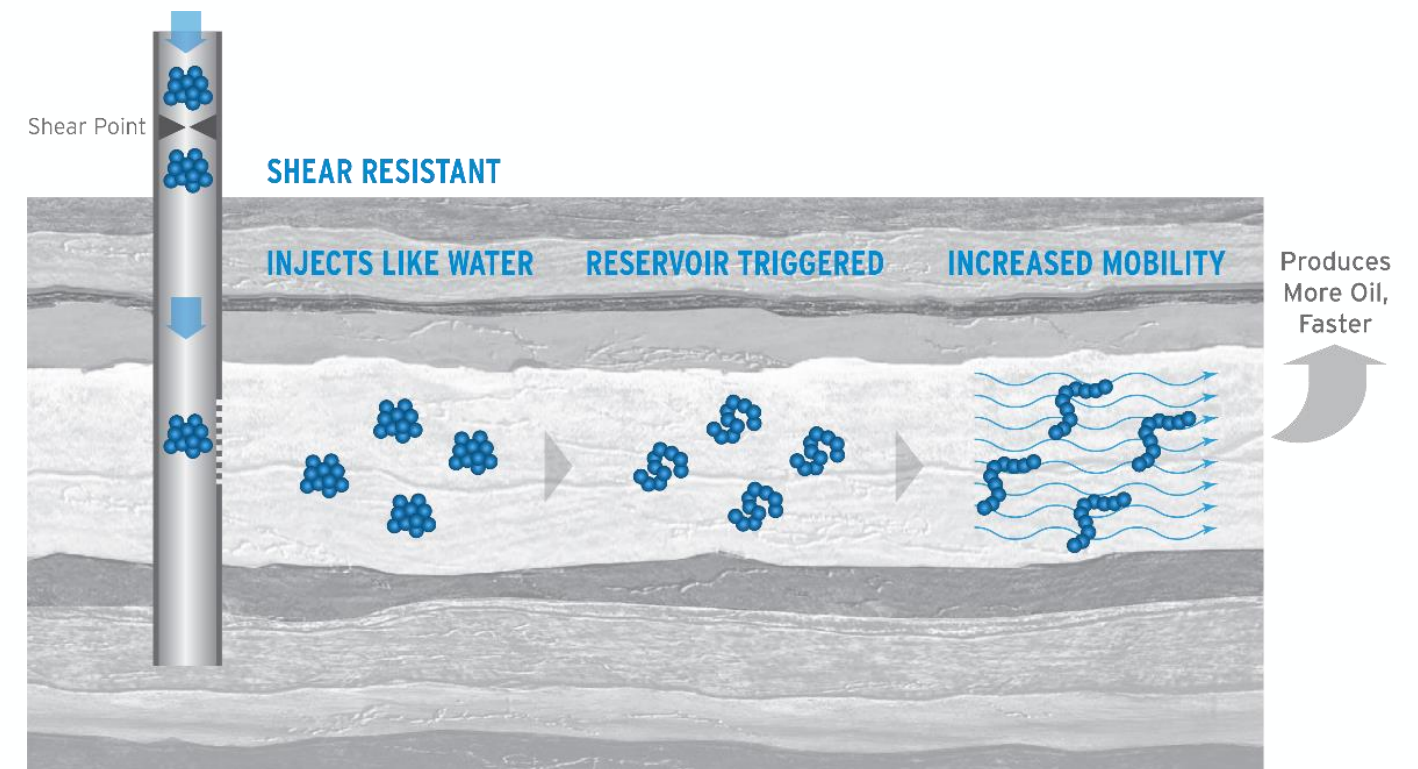 Shear Point
SHEAR RESISTANT
INJECTS LIKE WATER
RESERVOIR TRIGGERED
INCREASED MOBILITY
Produces
More Oil,
Faster